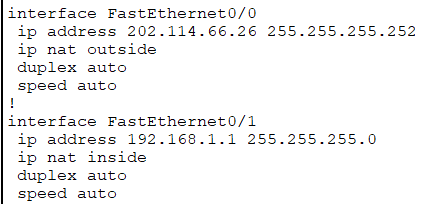 interface FastEthernet0/0
 ip address 202.114.66.26 255.255.255.252
 ip nat outside
 duplex auto
 speed auto
!
interface FastEthernet0/1
 ip address 192.168.1.1 255.255.255.0
 ip nat inside
 duplex auto
 speed auto